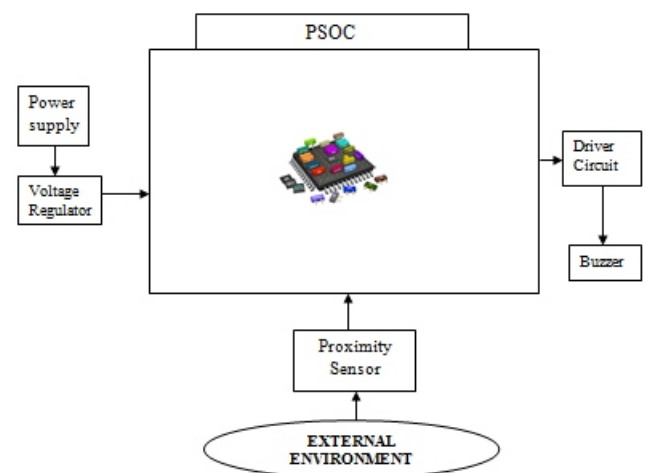 PSOC
Power
supply
Voltage
Regulator
Driver
Circuit
Buzzer
Proximity
Sensor
EXTERNAL
ENVIRONMENT